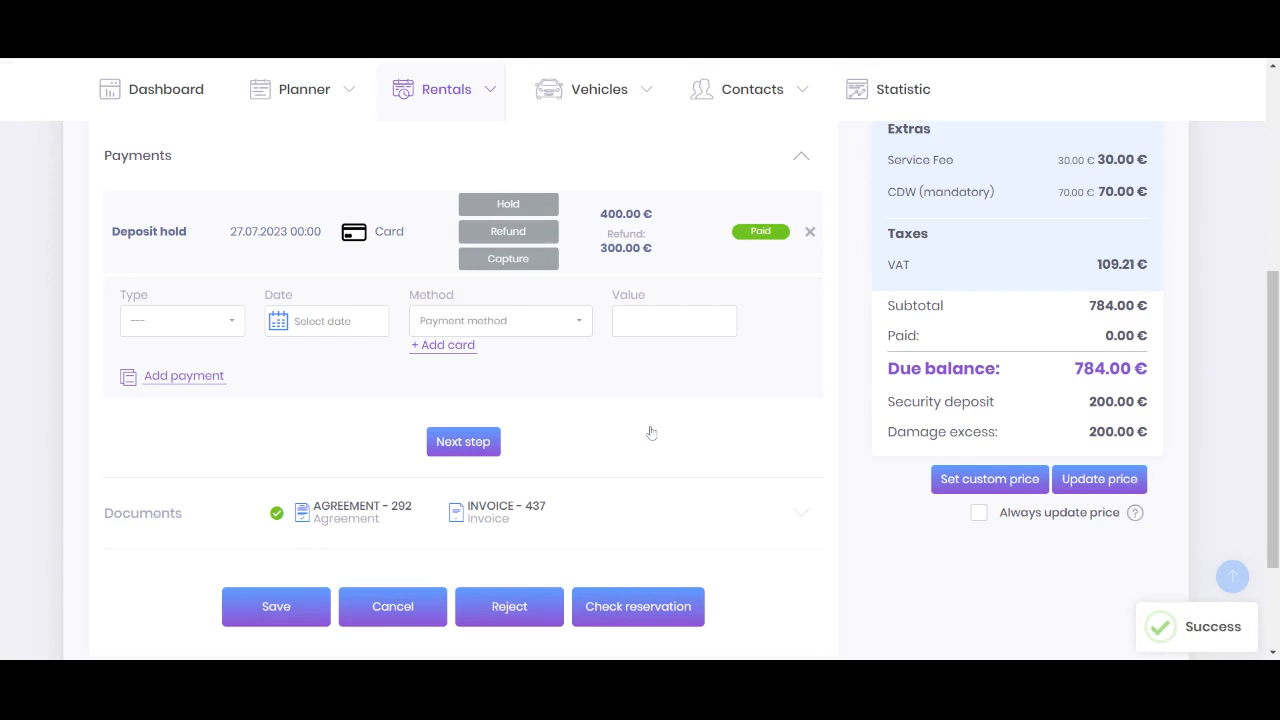 Dashboard
Planner
Rentals
Vehicles
Contacts
Statistic
Payments
Deposit hold
27.07.2023 00:00
Card
Hold
Refund
Capture
400.00 €
Refund:
300.00 €
Paid
Type
Date
Method
Value
---
Select date
Payment method
+ Add card
Add payment
Next step
Documents
AGREEMENT - 292
Agreement
INVOICE - 437
Invoice
Save
Cancel
Reject
Check reservation
Extras
Service Fee 30.00 € 30.00 €
CDW (mandatory) 70.00 € 70.00 €
Taxes
VAT 109.21 €
Subtotal 784.00 €
Paid: 0.00 €
Due balance: 784.00 €
Security deposit 200.00 €
Damage excess: 200.00 €
Set custom price
Update price
Always update price ?
Success